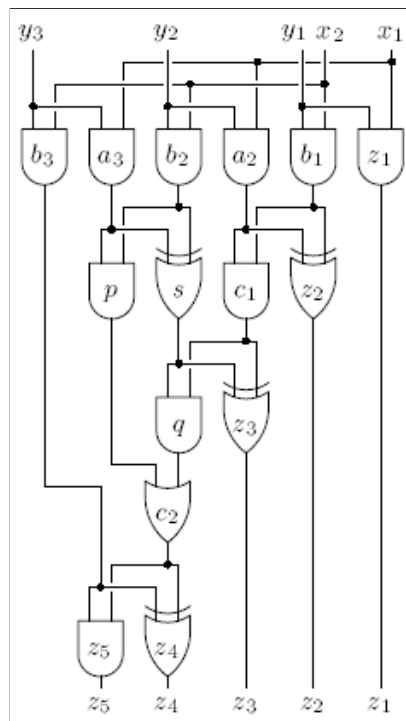 y₃ y₂ y₁ x₂ x₁
b₃ a₃ b₂ a₂ b₁ z₁
p s c₁ z₂
q z₃
c₂
z₅ z₄
z₅ z₄ z₃ z₂ z₁